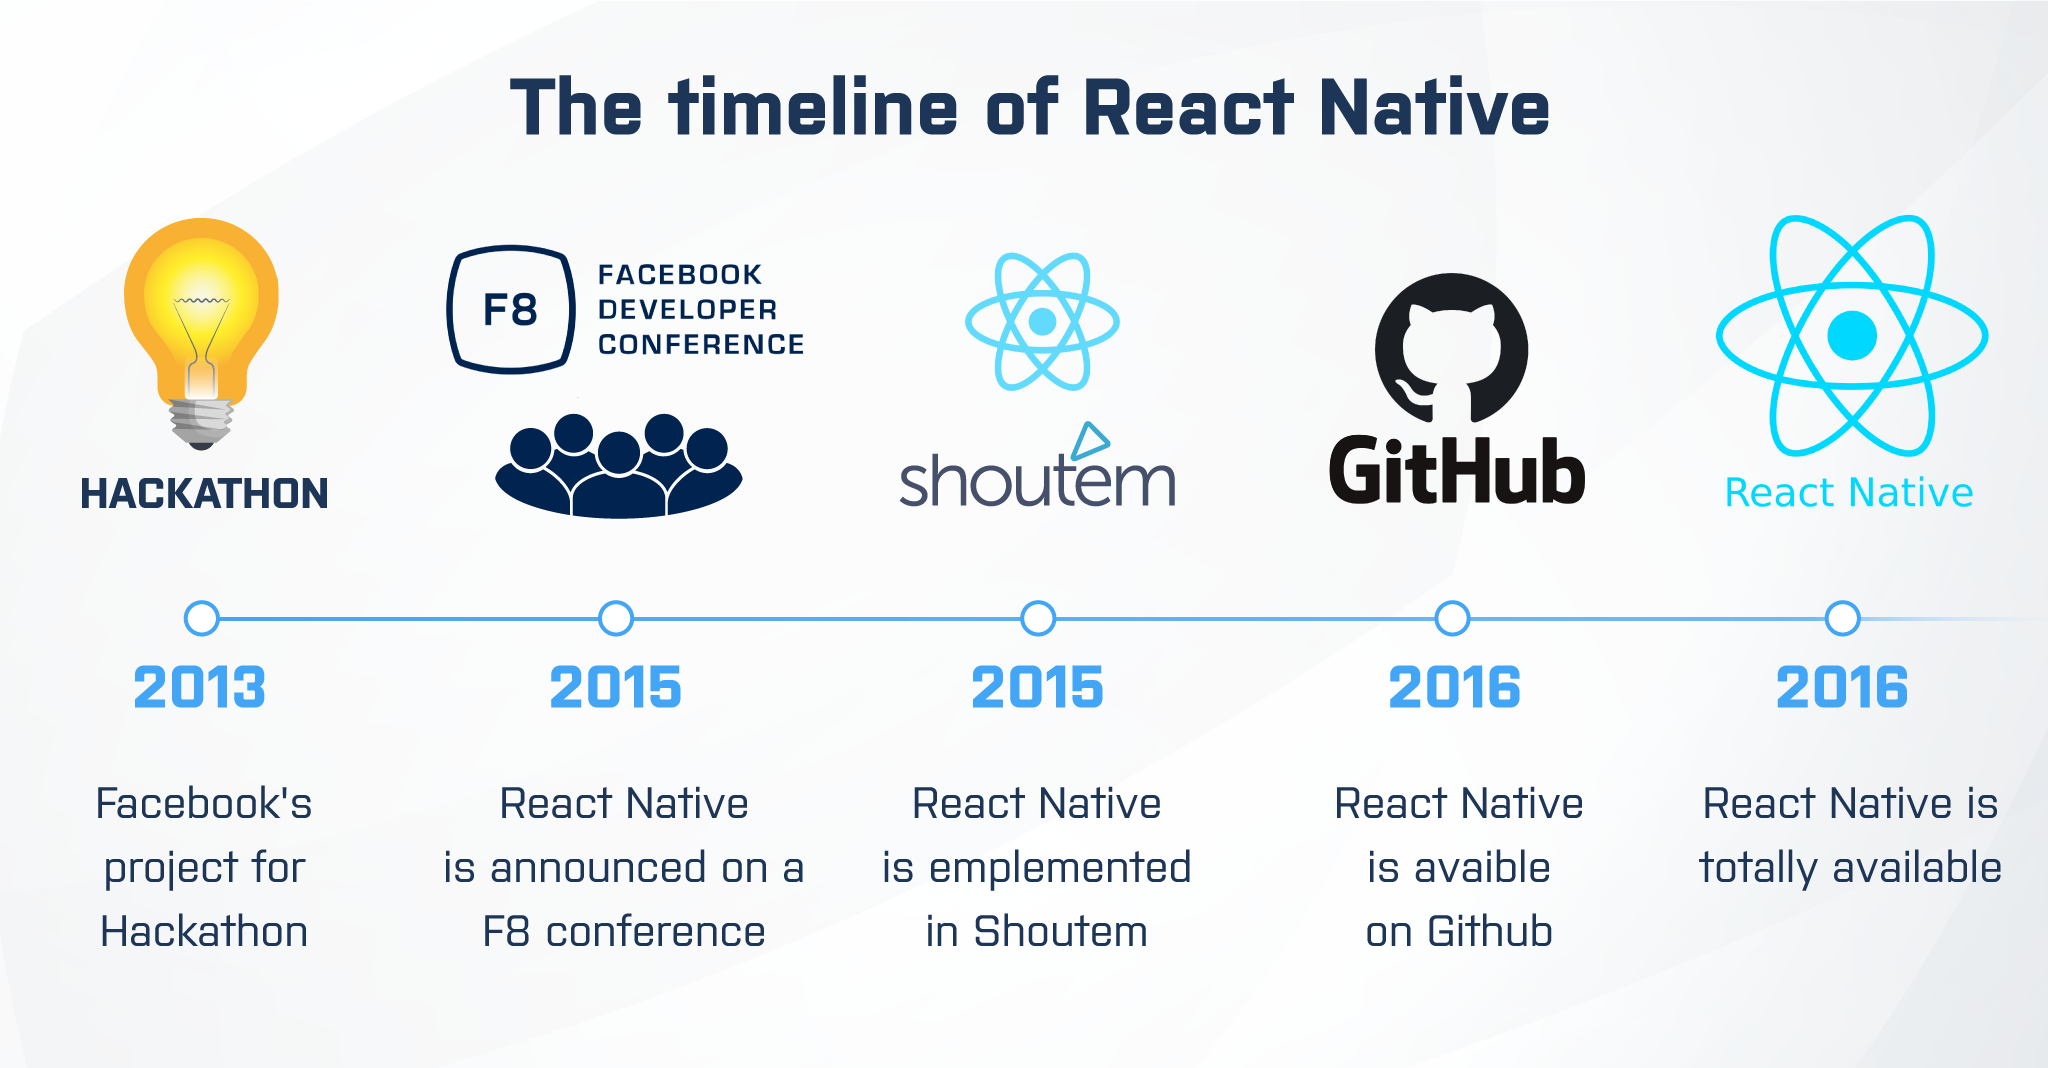 The timeline of React Native
HACKATHON
F8
FACEBOOK
DEVELOPER
CONFERENCE
shoutem
GitHub
React Native
2013
2015
2015
2016
2016
Facebook's
project for
Hackathon
React Native
is announced on a
F8 conference
React Native
is emplemented
in Shoutem
React Native
is avaible
on Github
React Native is
totally available